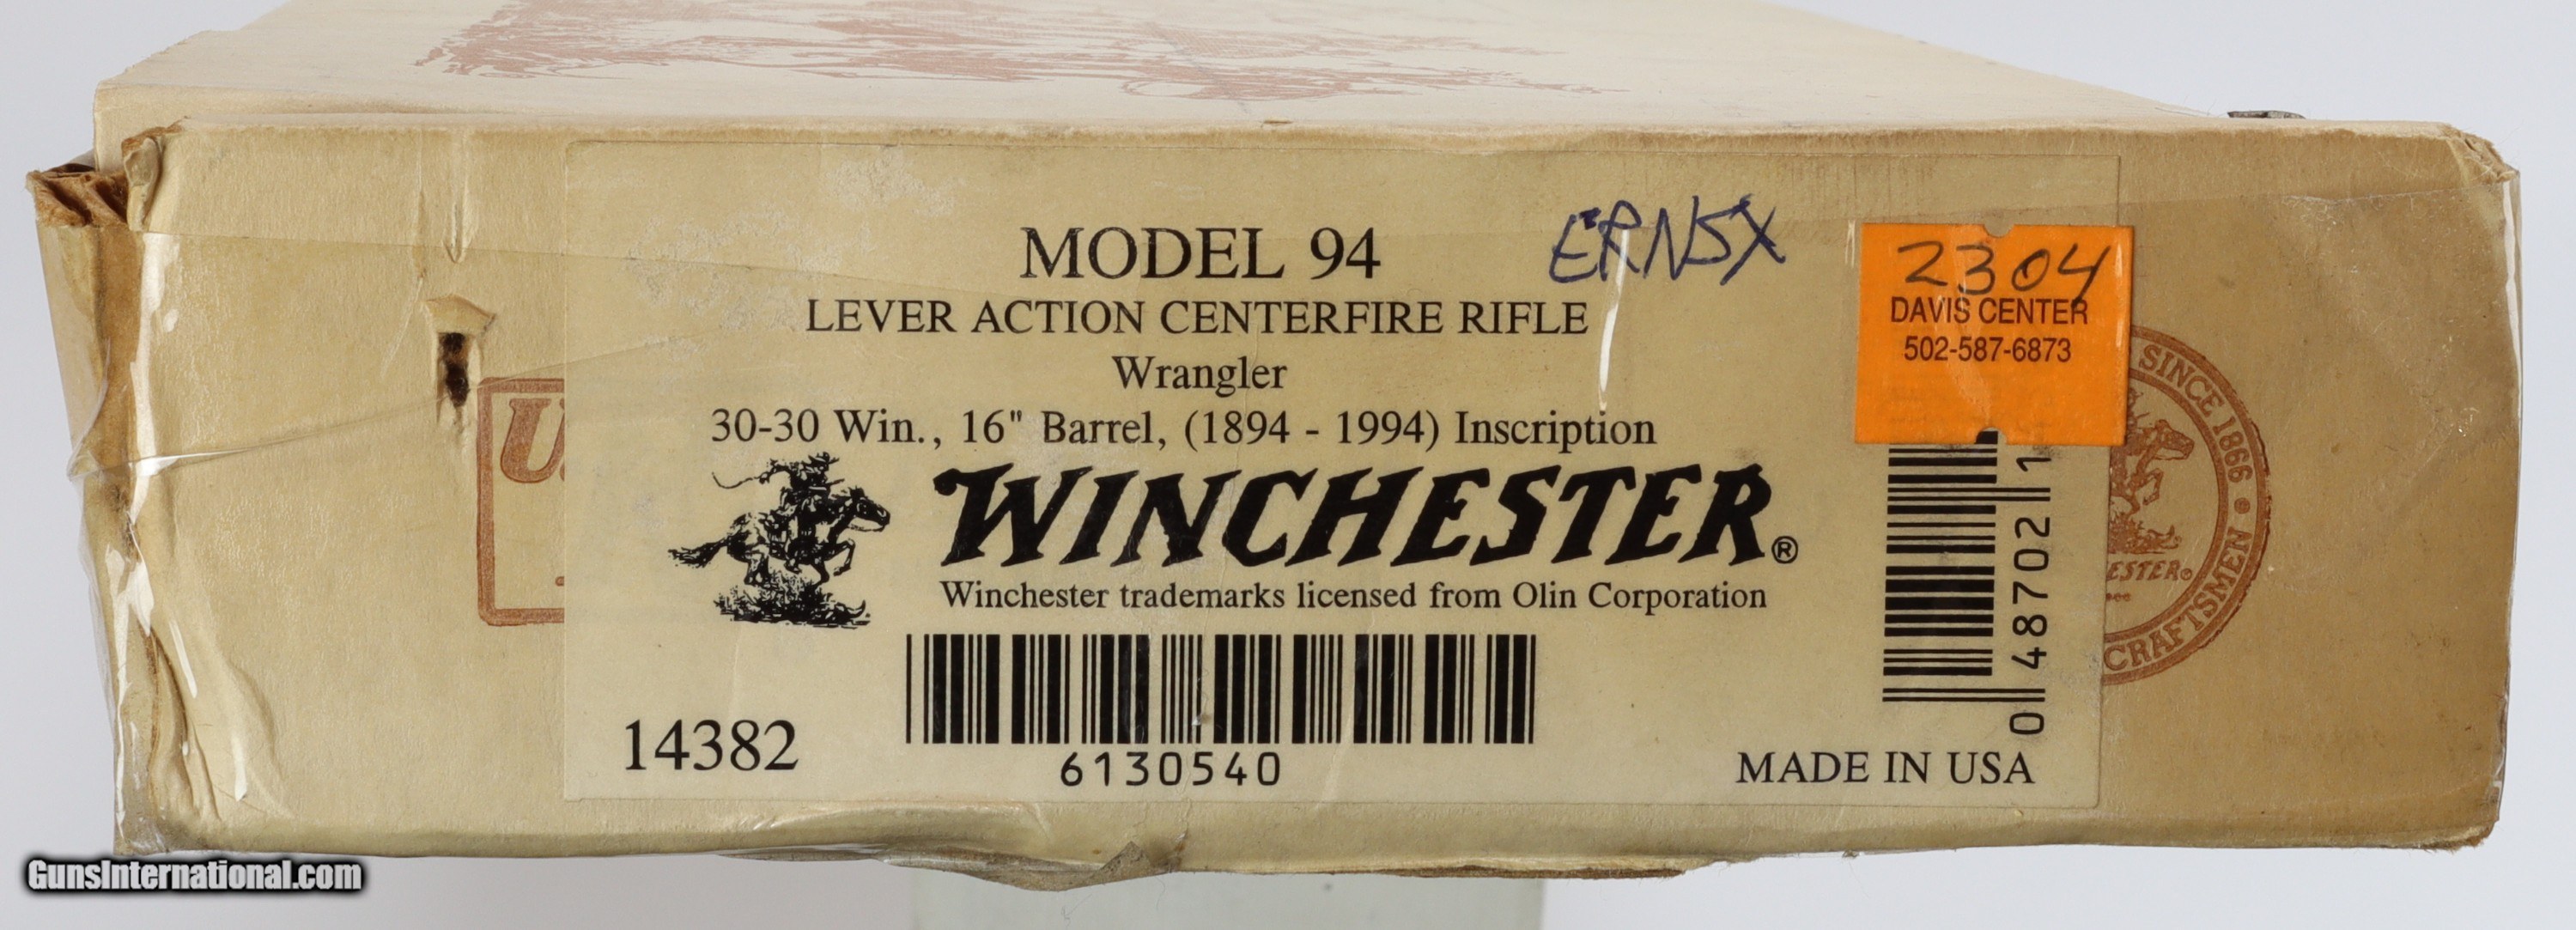 MODEL 94
ERNSX
LEVER ACTION CENTERFIRE RIFLE
Wrangler
30-30 Win., 16" Barrel, (1894 - 1994) Inscription
WINCHESTER®
Winchester trademarks licensed from Olin Corporation
14382
6130540
MADE IN USA
2304
DAVIS CENTER
502-587-6873
0 48702 1
SINCE 1866 •
ESTER®
CRAFTSMEN
U
GunsInternational.com